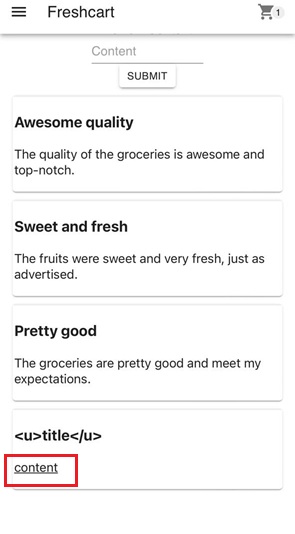 Freshcart
1
Content
SUBMIT
Awesome quality
The quality of the groceries is awesome and
top-notch.
Sweet and fresh
The fruits were sweet and very fresh, just as
advertised.
Pretty good
The groceries are pretty good and meet my
expectations.
<u>title</u>
content